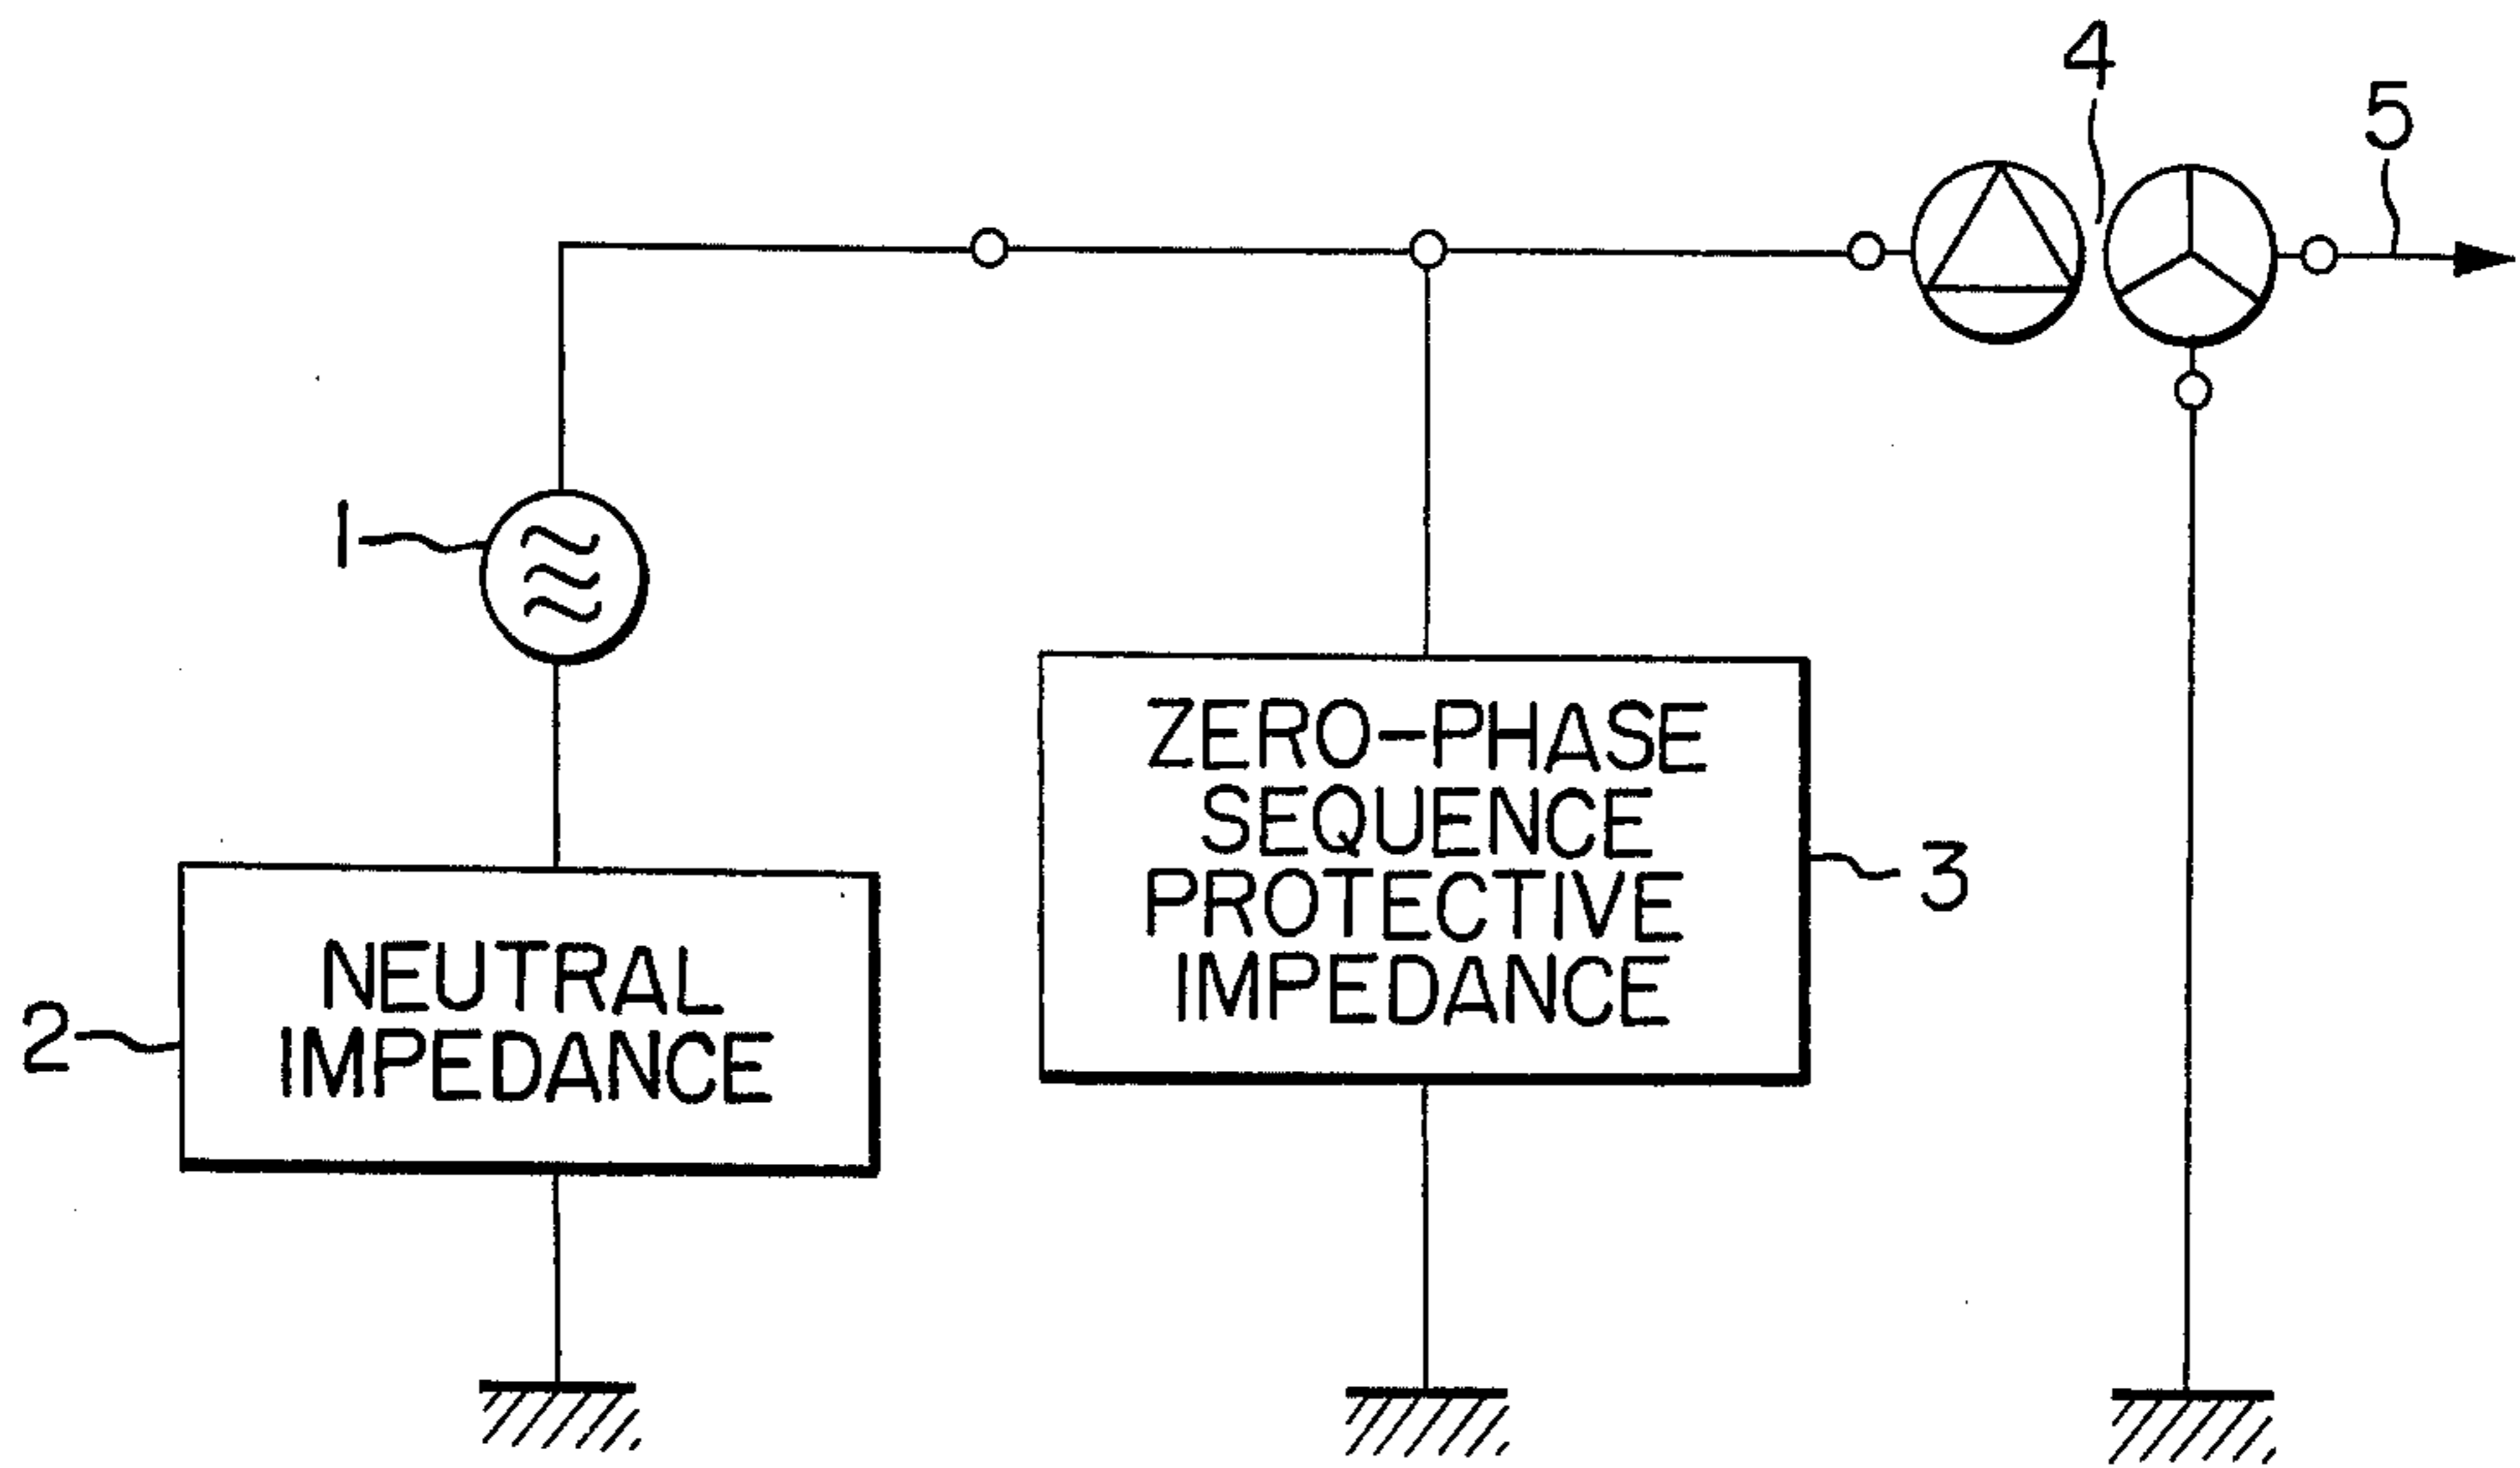 4
5
1
ZERO-PHASE
SEQUENCE
PROTECTIVE
IMPEDANCE
3
NEUTRAL
IMPEDANCE
2